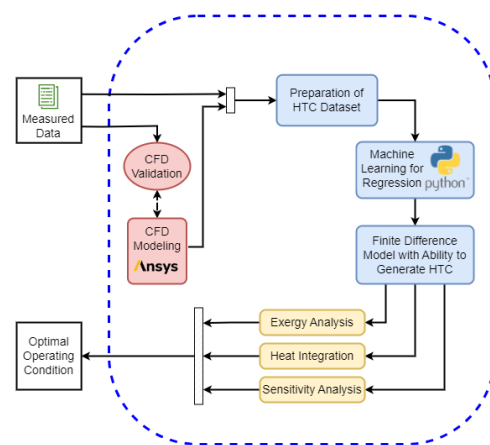 Measured
Data
CFD
Validation
CFD
Modeling
Ansys
Preparation of
HTC Dataset
Machine
Learning for
Regression
python
Finite Difference
Model with Ability to
Generate HTC
Exergy Analysis
Heat Integration
Sensitivity Analysis
Optimal
Operating
Condition